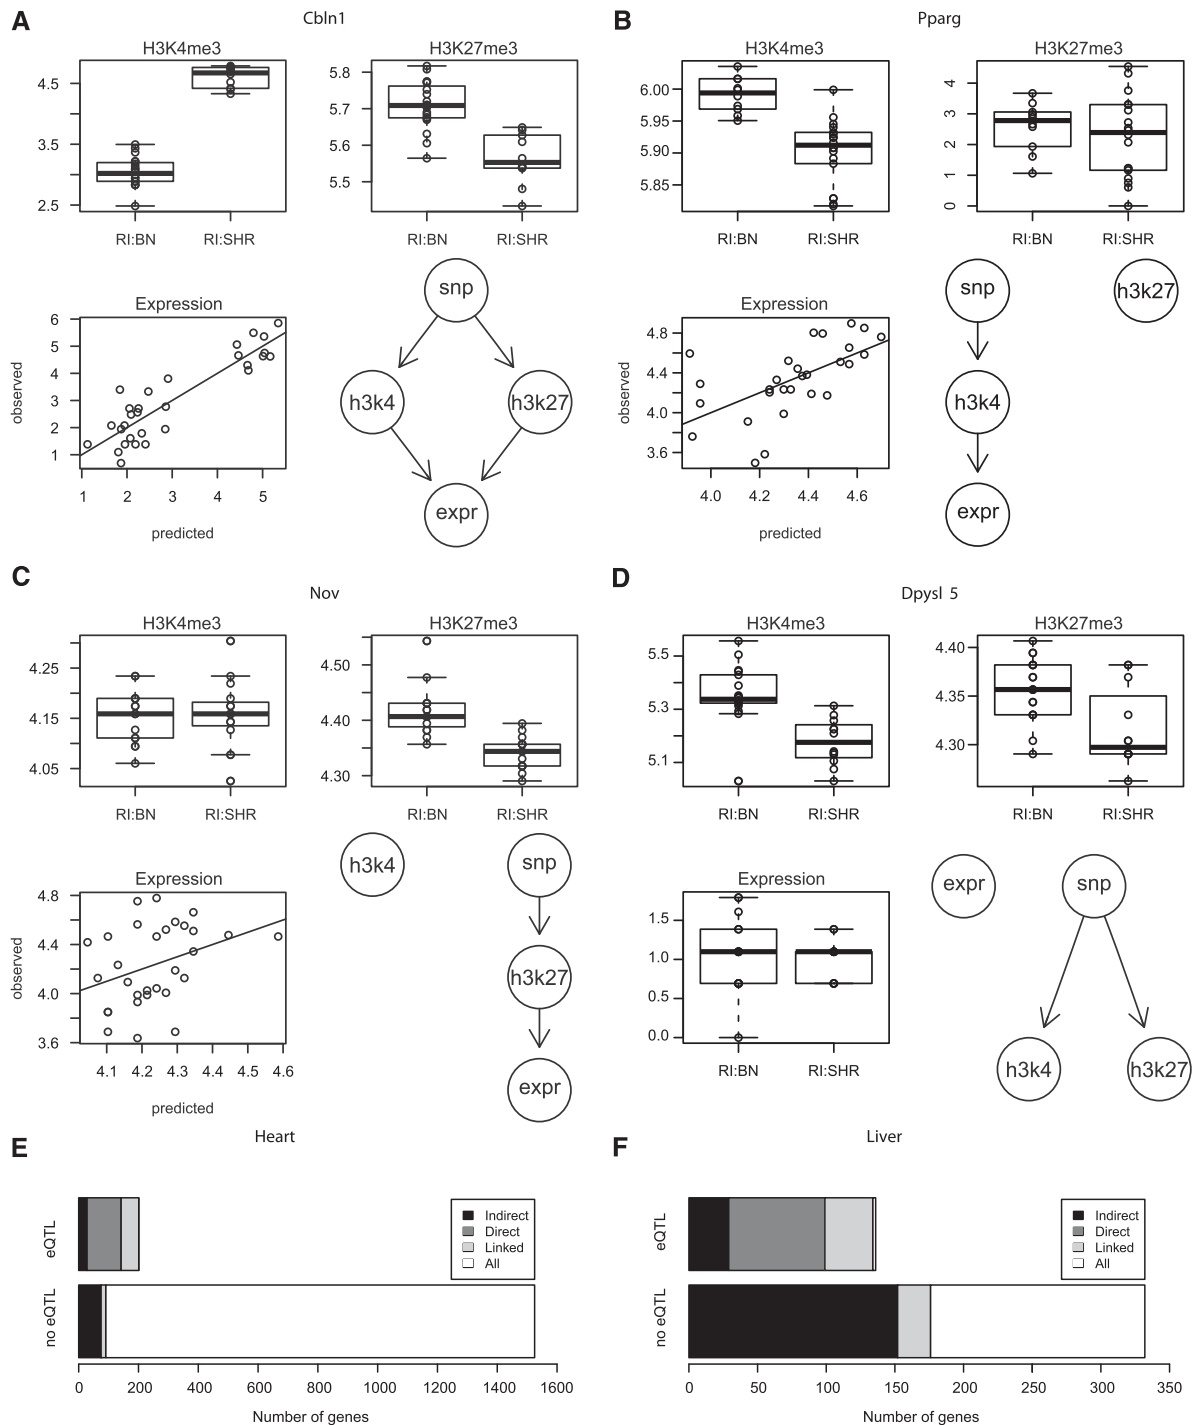 A
Cbln1
H3K4me3
H3K27me3
4.5
3.5
2.5
RI:BN
RI:SHR
5.8
5.7
5.6
5.5
RI:BN
RI:SHR
Expression
observed
6
5
4
3
2
1
1 2 3 4 5
predicted
snp
h3k4
h3k27
expr
B
Pparg
H3K4me3
H3K27me3
6.00
5.95
5.90
5.85
RI:BN
RI:SHR
4
3
2
1
0
RI:BN
RI:SHR
Expression
observed
4.8
4.4
4.0
3.6
4.0 4.2 4.4 4.6
predicted
snp
h3k27
h3k4
expr
C
Nov
H3K4me3
H3K27me3
4.25
4.15
4.05
RI:BN
RI:SHR
4.50
4.40
4.30
RI:BN
RI:SHR
Expression
observed
4.8
4.4
4.0
3.6
4.1 4.2 4.3 4.4 4.5 4.6
predicted
h3k4
snp
h3k27
expr
D
Dpysl 5
H3K4me3
H3K27me3
5.5
5.3
5.1
RI:BN
RI:SHR
4.40
4.35
4.30
RI:BN
RI:SHR
Expression
1.5
1.0
0.5
0.0
RI:BN
RI:SHR
expr
snp
h3k4
h3k27
E
Heart
eQTL
no eQTL
Indirect
Direct
Linked
All
0 200 400 600 800 1000 1200 1400 1600
Number of genes
F
Liver
eQTL
no eQTL
Indirect
Direct
Linked
All
0 50 100 150 200 250 300 350
Number of genes